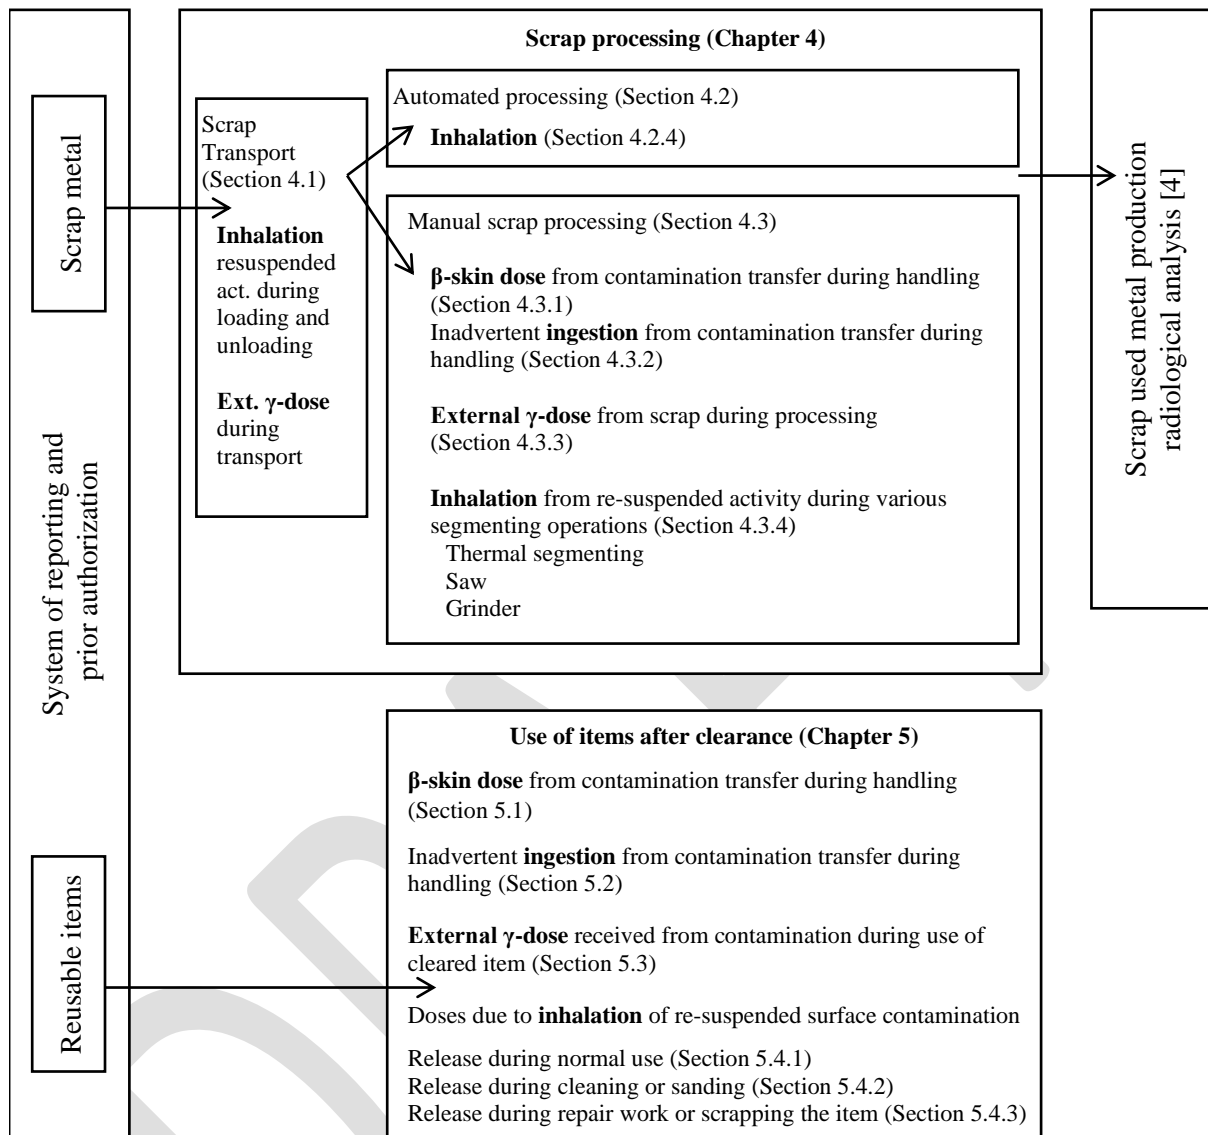 System of reporting and
prior authorization
Scrap metal
Reusable items
Scrap processing (Chapter 4)
Scrap
Transport
(Section 4.1)
Inhalation
resuspended
act. during
loading and
unloading
Ext. γ-dose
during
transport
Automated processing (Section 4.2)
Inhalation (Section 4.2.4)
Manual scrap processing (Section 4.3)
β-skin dose from contamination transfer during handling
(Section 4.3.1)
Inadvertent ingestion from contamination transfer during
handling (Section 4.3.2)
External γ-dose from scrap during processing
(Section 4.3.3)
Inhalation from re-suspended activity during various
segmenting operations (Section 4.3.4)
Thermal segmenting
Saw
Grinder
Scrap used metal production
radiological analysis [4]
Use of items after clearance (Chapter 5)
β-skin dose from contamination transfer during handling
(Section 5.1)
Inadvertent ingestion from contamination transfer during
handling (Section 5.2)
External γ-dose received from contamination during use of
cleared item (Section 5.3)
Doses due to inhalation of re-suspended surface contamination
Release during normal use (Section 5.4.1)
Release during cleaning or sanding (Section 5.4.2)
Release during repair work or scrapping the item (Section 5.4.3)